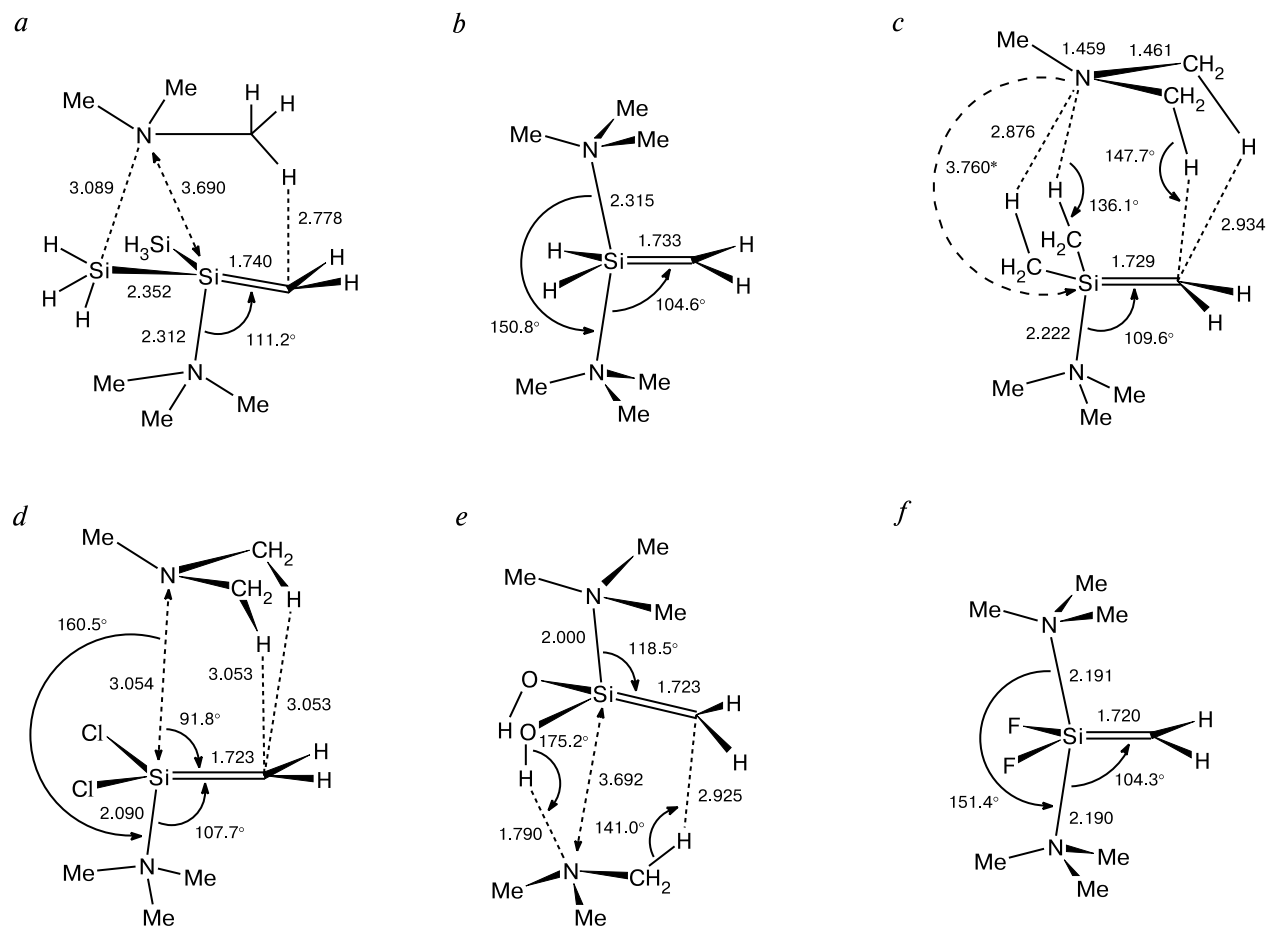 a
Me
Me
H
H
N
H
3.089
3.690
2.778
H
H₃Si
1.740
H
Si
Si
H
H
2.352
H
2.312
111.2°
N
Me
Me
Me
b
Me
Me
Me
N
2.315
1.733
H
H
Si
H
H
150.8°
104.6°
N
Me
Me
Me
c
Me
1.459
1.461
CH₂
N
CH₂
2.876
147.7°
H
3.760*
H
H
H
136.1°
2.934
H₂C
H₂C
1.729
Si
H
H
2.222
109.6°
N
Me
Me
Me
d
Me
CH₂
N
CH₂
H
160.5°
H
3.054
3.053
3.053
91.8°
Cl
1.723
H
Cl
Si
H
2.090
107.7°
N
Me
Me
Me
e
Me
Me
N
Me
2.000
118.5°
O
1.723
Si
H
H
O
175.2°
H
H
3.692
2.925
1.790
141.0°
H
N
CH₂
Me
Me
f
Me
Me
Me
N
2.191
1.720
F
H
Si
F
H
151.4°
104.3°
2.190
N
Me
Me
Me